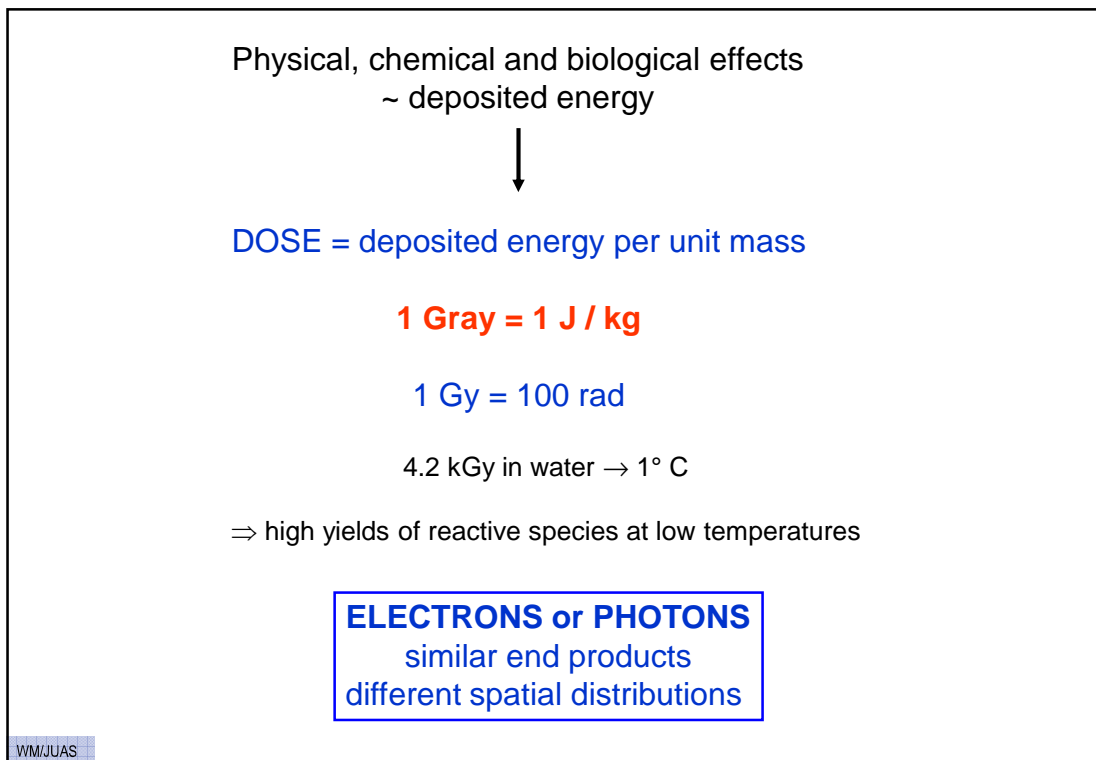 Physical, chemical and biological effects
~ deposited energy
DOSE = deposited energy per unit mass
1 Gray = 1 J / kg
1 Gy = 100 rad
4.2 kGy in water → 1° C
⇒ high yields of reactive species at low temperatures
ELECTRONS or PHOTONS
similar end products
different spatial distributions
WM/JUAS